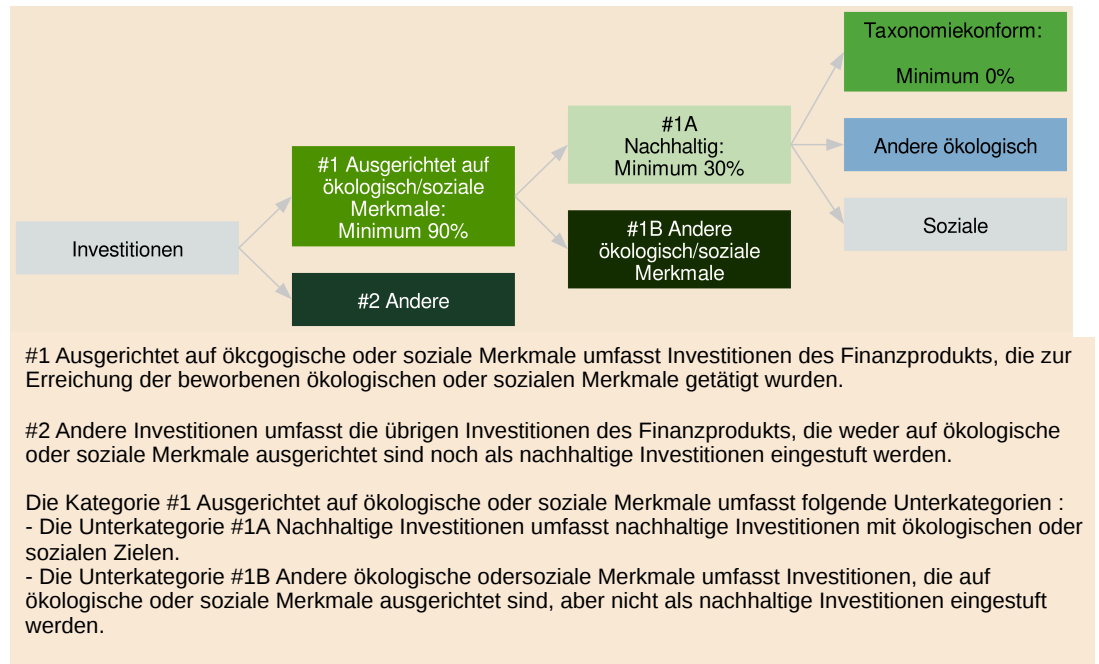 Taxonomiekonform:
Minimum 0%
#1A
Nachhaltig:
Minimum 30%
Andere ökologisch
#1 Ausgerichtet auf
ökologisch/soziale
Merkmale:
Minimum 90%
Soziale
#1B Andere
ökologisch/soziale
Merkmale
Investitionen
#2 Andere
#1 Ausgerichtet auf ökcgogische oder soziale Merkmale umfasst Investitionen des Finanzprodukts, die zur
Erreichung der beworbenen ökologischen oder sozialen Merkmale getätigt wurden.
#2 Andere Investitionen umfasst die übrigen Investitionen des Finanzprodukts, die weder auf ökologische
oder soziale Merkmale ausgerichtet sind noch als nachhaltige Investitionen eingestuft werden.
Die Kategorie #1 Ausgerichtet auf ökologische oder soziale Merkmale umfasst folgende Unterkategorien :
- Die Unterkategorie #1A Nachhaltige Investitionen umfasst nachhaltige Investitionen mit ökologischen oder
sozialen Zielen.
- Die Unterkategorie #1B Andere ökologische odersoziale Merkmale umfasst Investitionen, die auf
ökologische oder soziale Merkmale ausgerichtet sind, aber nicht als nachhaltige Investitionen eingestuft
werden.